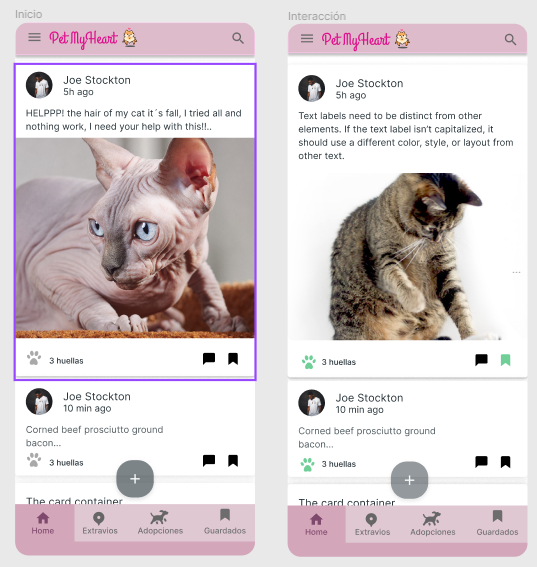 Inicio
Pet MyHeart
Joe Stockton
5h ago
HELPPP! the hair of my cat it´s fall, I tried all and
nothing work, I need your help with this!!..
3 huellas
Joe Stockton
10 min ago
Corned beef prosciutto ground
bacon...
3 huellas
+
The card container
Home
Extravios
Adopciones
Guardados
Interacción
Pet MyHeart
Joe Stockton
5h ago
Text labels need to be distinct from other
elements. If the text label isn't capitalized, it
should use a different color, style, or layout from
other text.
...
3 huellas
Joe Stockton
10 min ago
Corned beef prosciutto ground
bacon...
3 huellas
+
The card container
Home
Extravios
Adopciones
Guardados